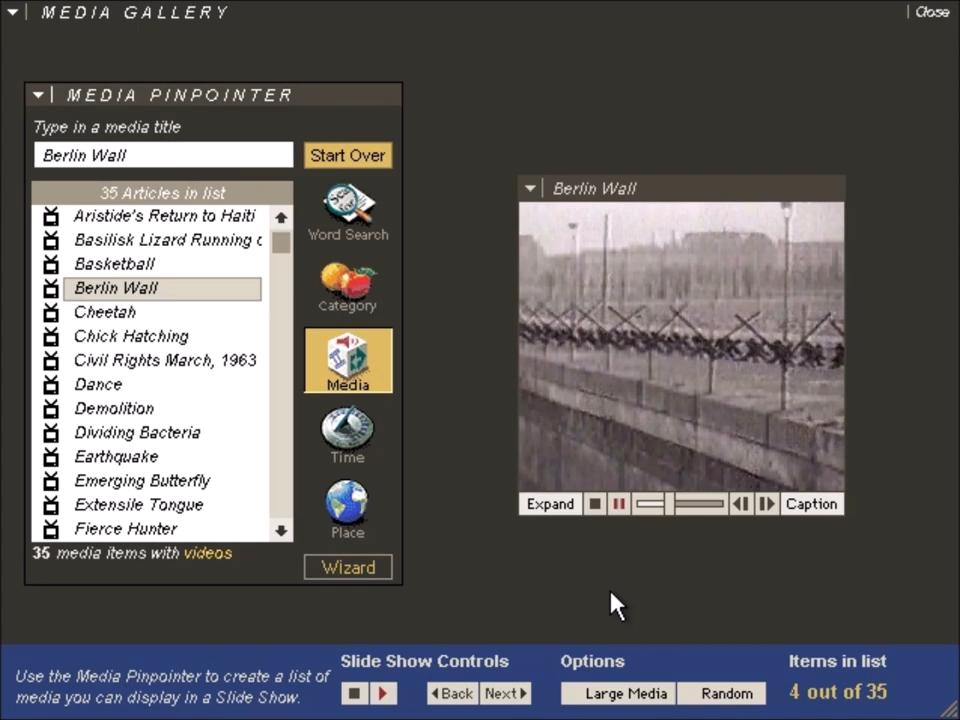 MEDIA GALLERY
Close
MEDIA PINPOINTER
Type in a media title
Berlin Wall
Start Over
35 Articles in list
Aristide's Return to Haiti
Basilisk Lizard Running
Basketball
Berlin Wall
Cheetah
Chick Hatching
Civil Rights March, 1963
Dance
Demolition
Dividing Bacteria
Earthquake
Emerging Butterfly
Extensile Tongue
Fierce Hunter
35 media items with videos
Word Search
Category
Media
Time
Place
Wizard
Berlin Wall
Expand
Caption
Use the Media Pinpointer to create a list of
media you can display in a Slide Show.
Slide Show Controls
Back Next
Options
Large Media Random
Items in list
4 out of 35